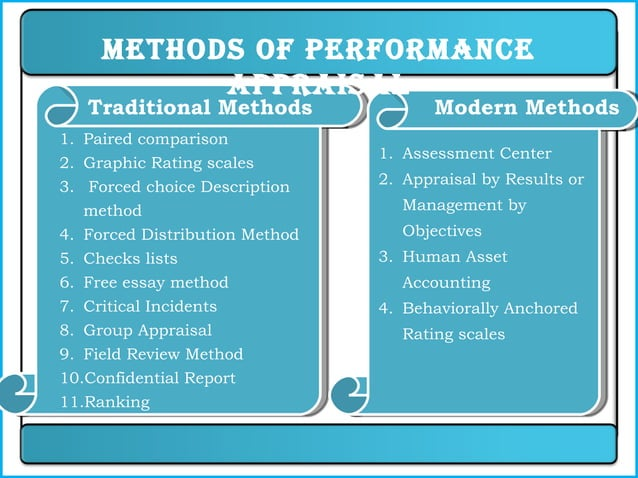 METHODS OF PERFORMANCE
APPRAISAL
Traditional Methods
1. Paired comparison
2. Graphic Rating scales
3. Forced choice Description
method
4. Forced Distribution Method
5. Checks lists
6. Free essay method
7. Critical Incidents
8. Group Appraisal
9. Field Review Method
10.Confidential Report
11.Ranking
Modern Methods
1. Assessment Center
2. Appraisal by Results or
Management by
Objectives
3. Human Asset
Accounting
4. Behaviorally Anchored
Rating scales